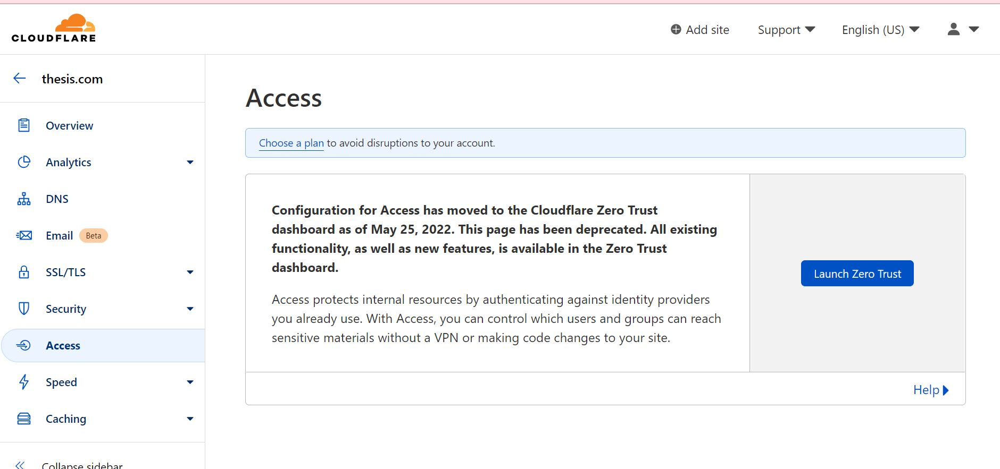 CLOUDFLARE
Add site
Support
English (US)
thesis.com
Overview
Analytics
DNS
Email Beta
SSL/TLS
Security
Access
Speed
Caching
Collapse sidebar
Access
Choose a plan to avoid disruptions to your account.
Configuration for Access has moved to the Cloudflare Zero Trust
dashboard as of May 25, 2022. This page has been deprecated. All existing
functionality, as well as new features, is available in the Zero Trust
dashboard.
Access protects internal resources by authenticating against identity providers
you already use. With Access, you can control which users and groups can reach
sensitive materials without a VPN or making code changes to your site.
Launch Zero Trust
Help